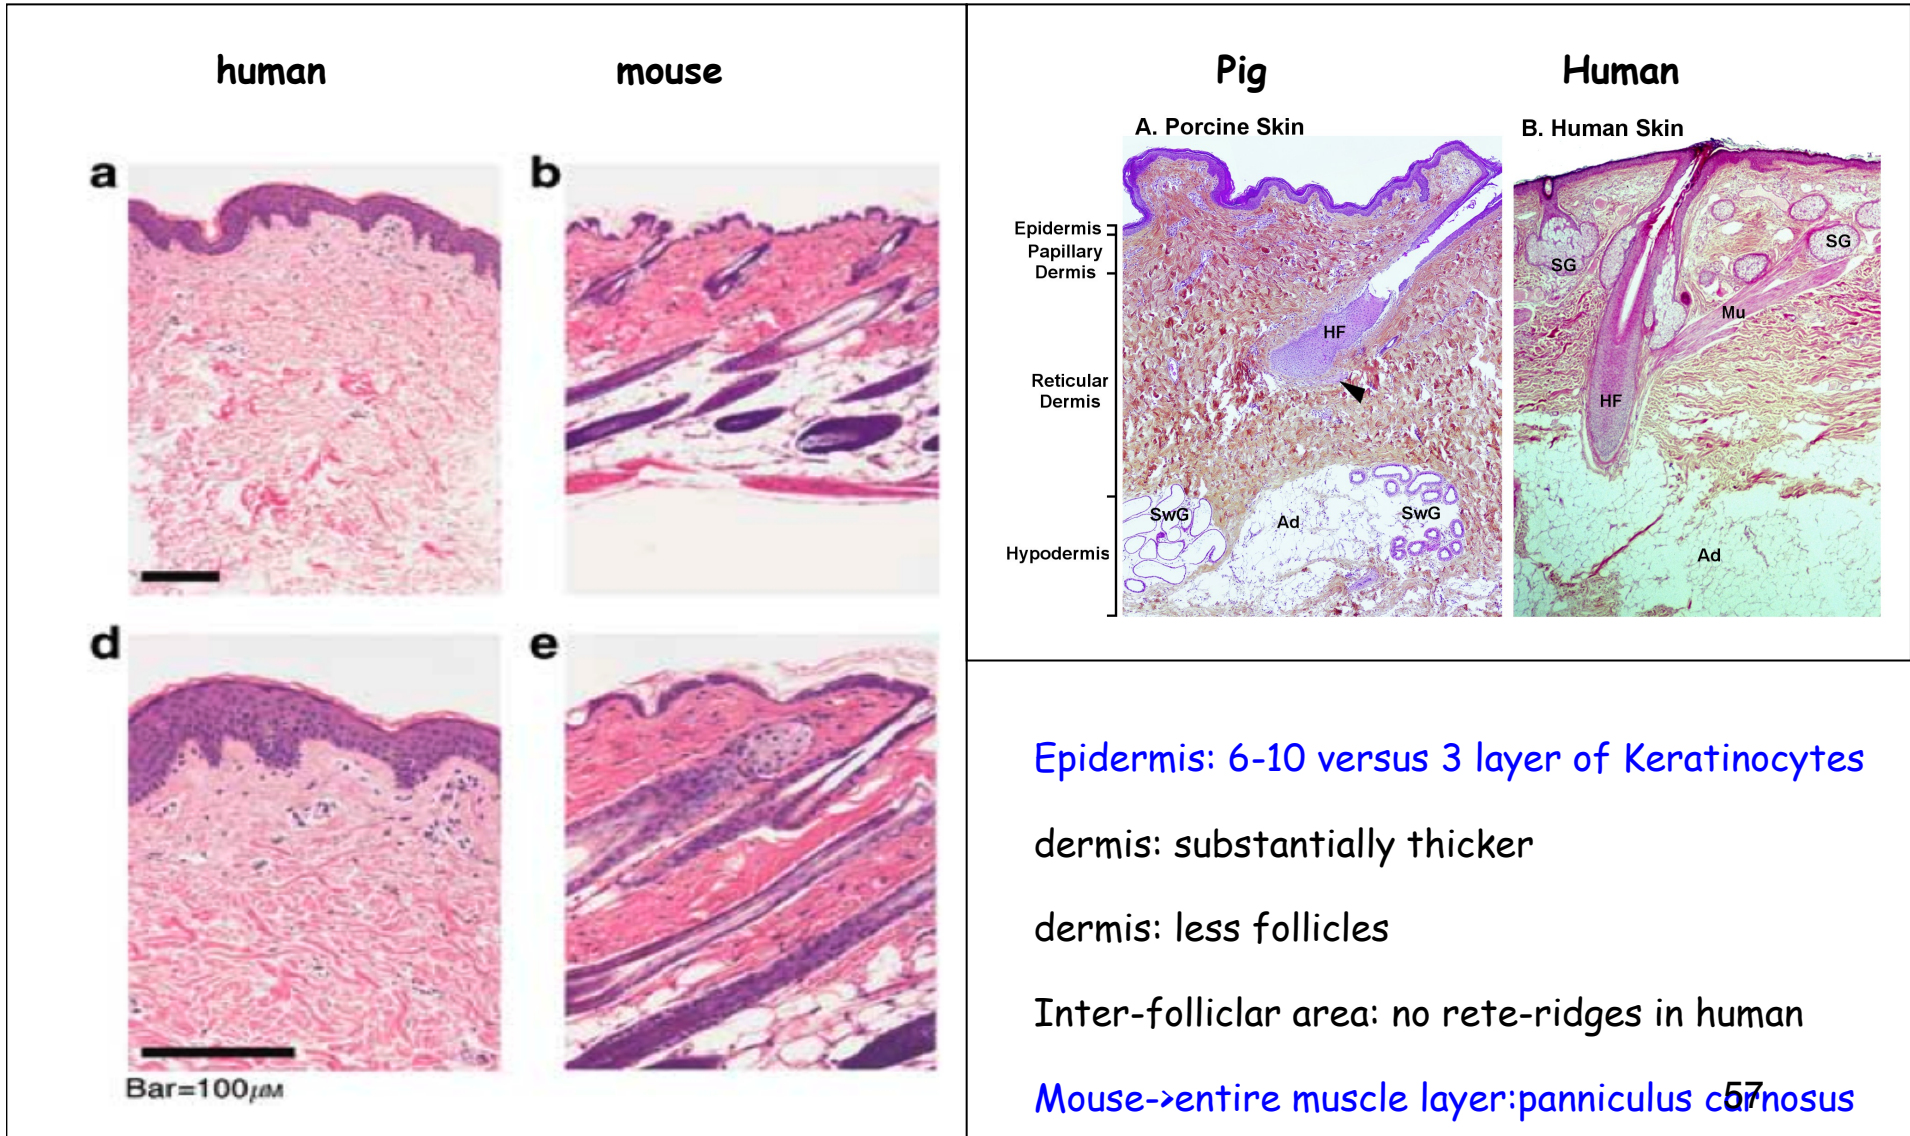 human mouse
a b
d e
Bar=100µM
Pig Human
A. Porcine Skin B. Human Skin
Epidermis
Papillary
Dermis
Reticular
Dermis
Hypodermis
HF
SwG
Ad
SwG
SG
SG
Mu
HF
Ad
Epidermis: 6-10 versus 3 layer of Keratinocytes
dermis: substantially thicker
dermis: less follicles
Inter-folliclar area: no rete-ridges in human
Mouse->entire muscle layer:panniculus carnosus
57